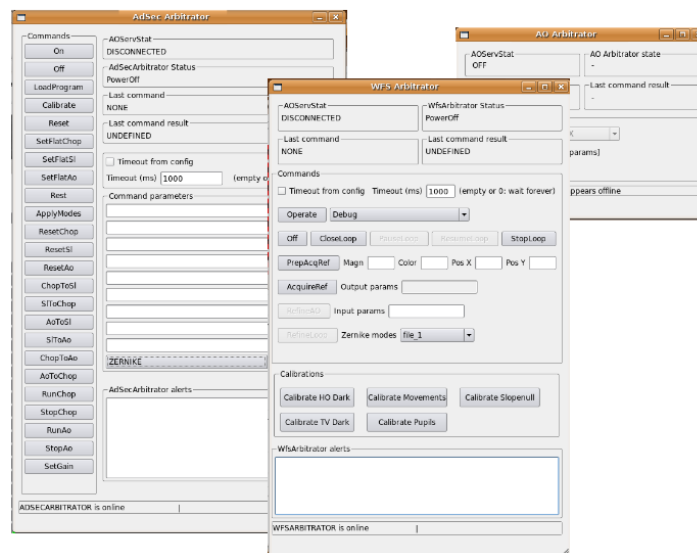 AdSec Arbitrator
Commands
On
Off
LoadProgram
Calibrate
Reset
SetFlatChop
SetFlatSl
SetFlatAo
Rest
ApplyModes
ResetChop
ResetSl
ResetAo
ChopToSl
SlToChop
AoToSl
SlToAo
ChopToAo
AoToChop
RunChop
StopChop
RunAo
StopAo
SetGain
AOServStat
DISCONNECTED
AdSecArbitrator Status
PowerOff
Last command
NONE
Last command result
UNDEFINED
Timeout from config
Timeout (ms) 1000 (empty o
Command parameters
ZERNIKE
AdSecArbitrator alerts
ADSECARBITRATOR is online
WFS Arbitrator
AOServStat
DISCONNECTED
WfsArbitrator Status
PowerOff
Last command
NONE
Last command result
UNDEFINED
Commands
Timeout from config Timeout (ms) 1000 (empty or 0: wait forever)
Operate Debug
Off CloseLoop PauseLoop ResumeLoop StopLoop
PrepAcqRef Magn Color Pos X Pos Y
AcquireRef Output params
RefineAO Input params
RefineLoop Zernike modes file_1
Calibrations
Calibrate HO Dark Calibrate Movements Calibrate Slopenull
Calibrate TV Dark Calibrate Pupils
WfsArbitrator alerts
WFSARBITRATOR is online
AO Arbitrator
AOServStat
OFF
AO Arbitrator state
-
Last command result
-
params]
ppears offline